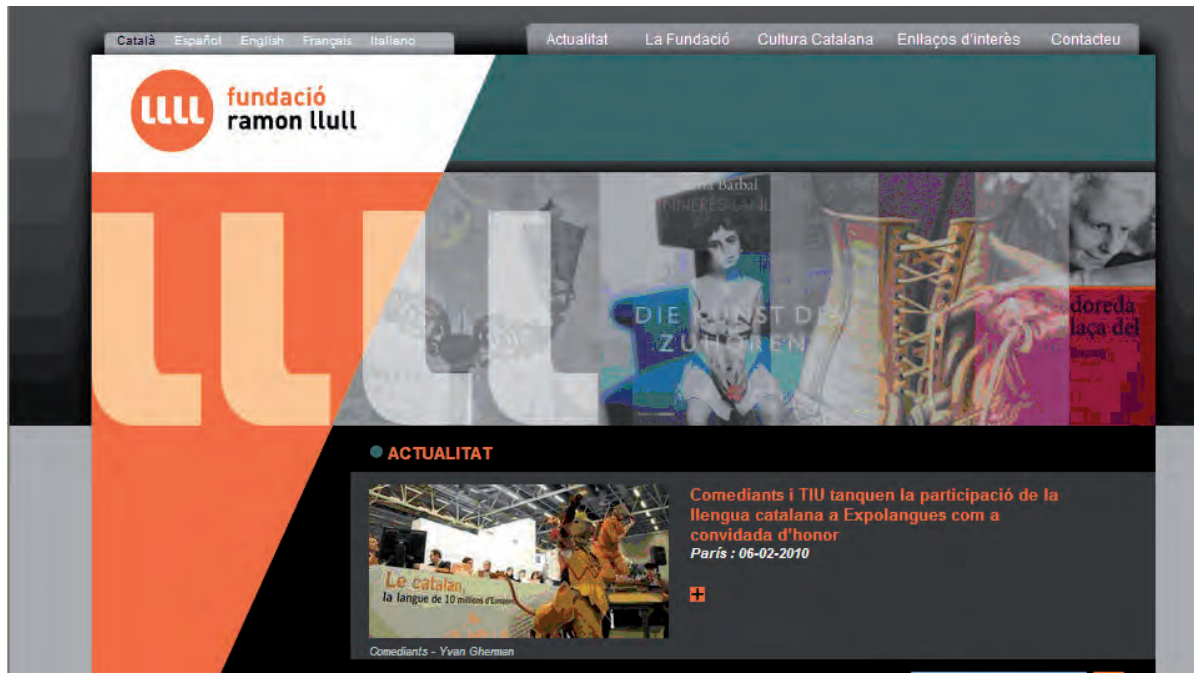 Català Español English Français Italiano
Actualitat La Fundació Cultura Catalana Enllaços d'interès Contacteu
fundació
ramon llull
Barbal
DIE KUNST D
ZUHÖREN
doreda
laça del
ACTUALITAT
Comediants i TIU tanquen la participació de la
llengua catalana a Expolangues com a
convidada d'honor
París : 06-02-2010
Le catalan,
la langue de 10 millions d'Europ
Comediants - Yvan Gherman